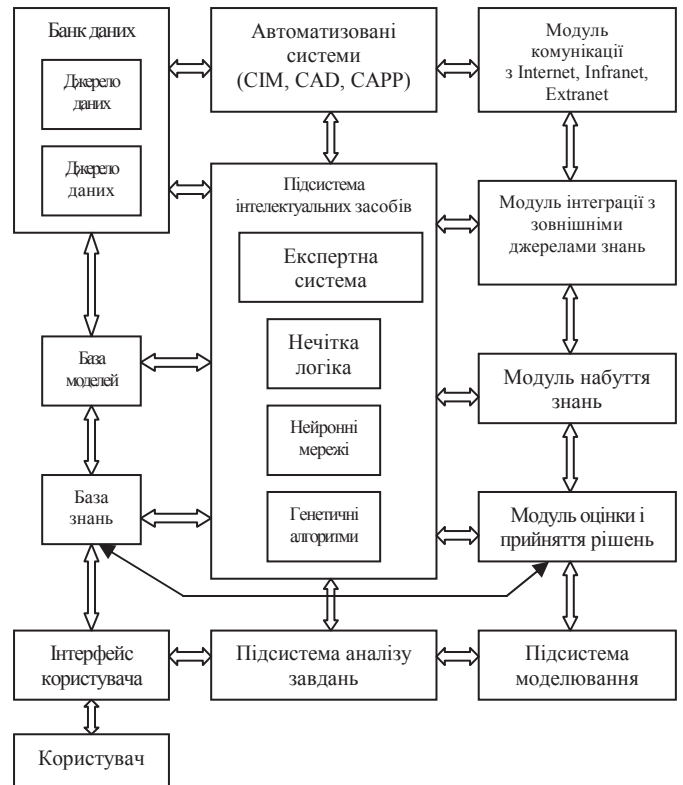 Банк даних
Джерело
даних
Джерело
даних
Автоматизовані
системи
(CIM, CAD, CAPP)
Модуль
комунікації
з Internet, Infranet,
Extranet
Підсистема
інтелектуальних засобів
Експертна
система
Нечітка
логіка
Нейронні
мережі
Генетичні
алгоритми
Модуль інтеграції з
зовнішніми
джерелами знань
База
моделей
Модуль набуття
знань
База
знань
Модуль оцінки і
прийняття рішень
Інтерфейс
користувача
Підсистема аналізу
завдань
Підсистема
моделювання
Користувач